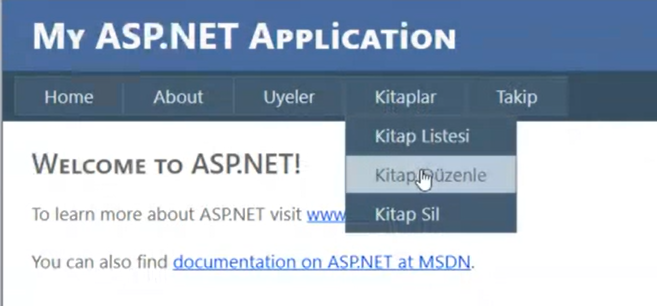 My ASP.NET Application
Home About Uyeler Kitaplar Takip
Kitap Listesi
Kitap Düzenle
Kitap Sil
Welcome to ASP.NET!
To learn more about ASP.NET visit www
You can also find documentation on ASP.NET at MSDN.